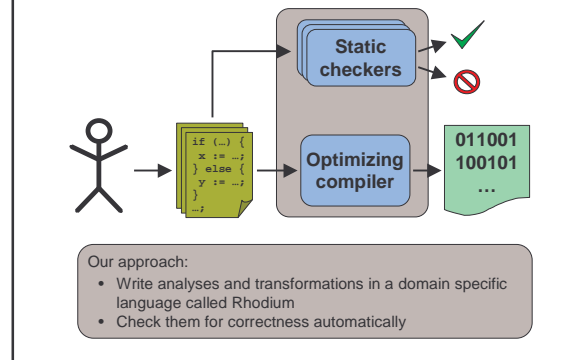 Static
checkers
if (…) {
x := …;
} else {
y := …;
}
…;
Optimizing
compiler
011001
100101
…
Our approach:
• Write analyses and transformations in a domain specific
language called Rhodium
• Check them for correctness automatically